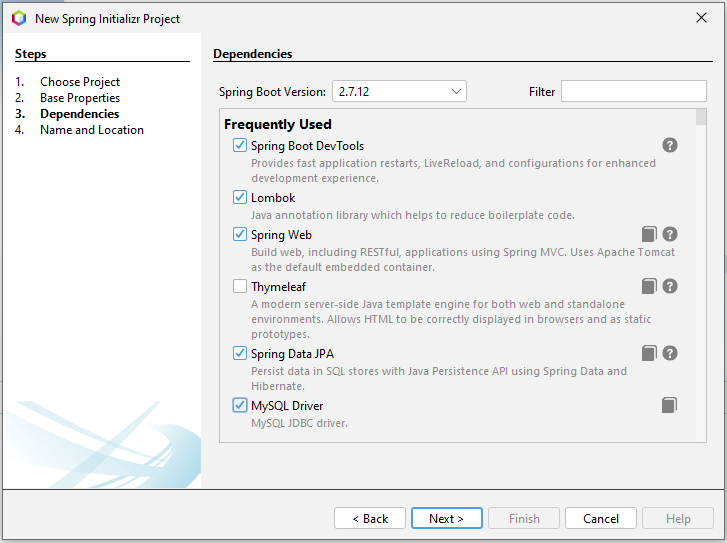 New Spring Initializr Project
Steps
1. Choose Project
2. Base Properties
3. Dependencies
4. Name and Location
Dependencies
Spring Boot Version: 2.7.12 Filter
Frequently Used
Spring Boot DevTools
Provides fast application restarts, LiveReload, and configurations for enhanced
development experience.
Lombok
Java annotation library which helps to reduce boilerplate code.
Spring Web
Build web, including RESTful, applications using Spring MVC. Uses Apache Tomcat
as the default embedded container.
Thymeleaf
A modern server-side Java template engine for both web and standalone
environments. Allows HTML to be correctly displayed in browsers and as static
prototypes.
Spring Data JPA
Persist data in SQL stores with Java Persistence API using Spring Data and
Hibernate.
MySQL Driver
MySQL JDBC driver.
< Back Next > Finish Cancel Help